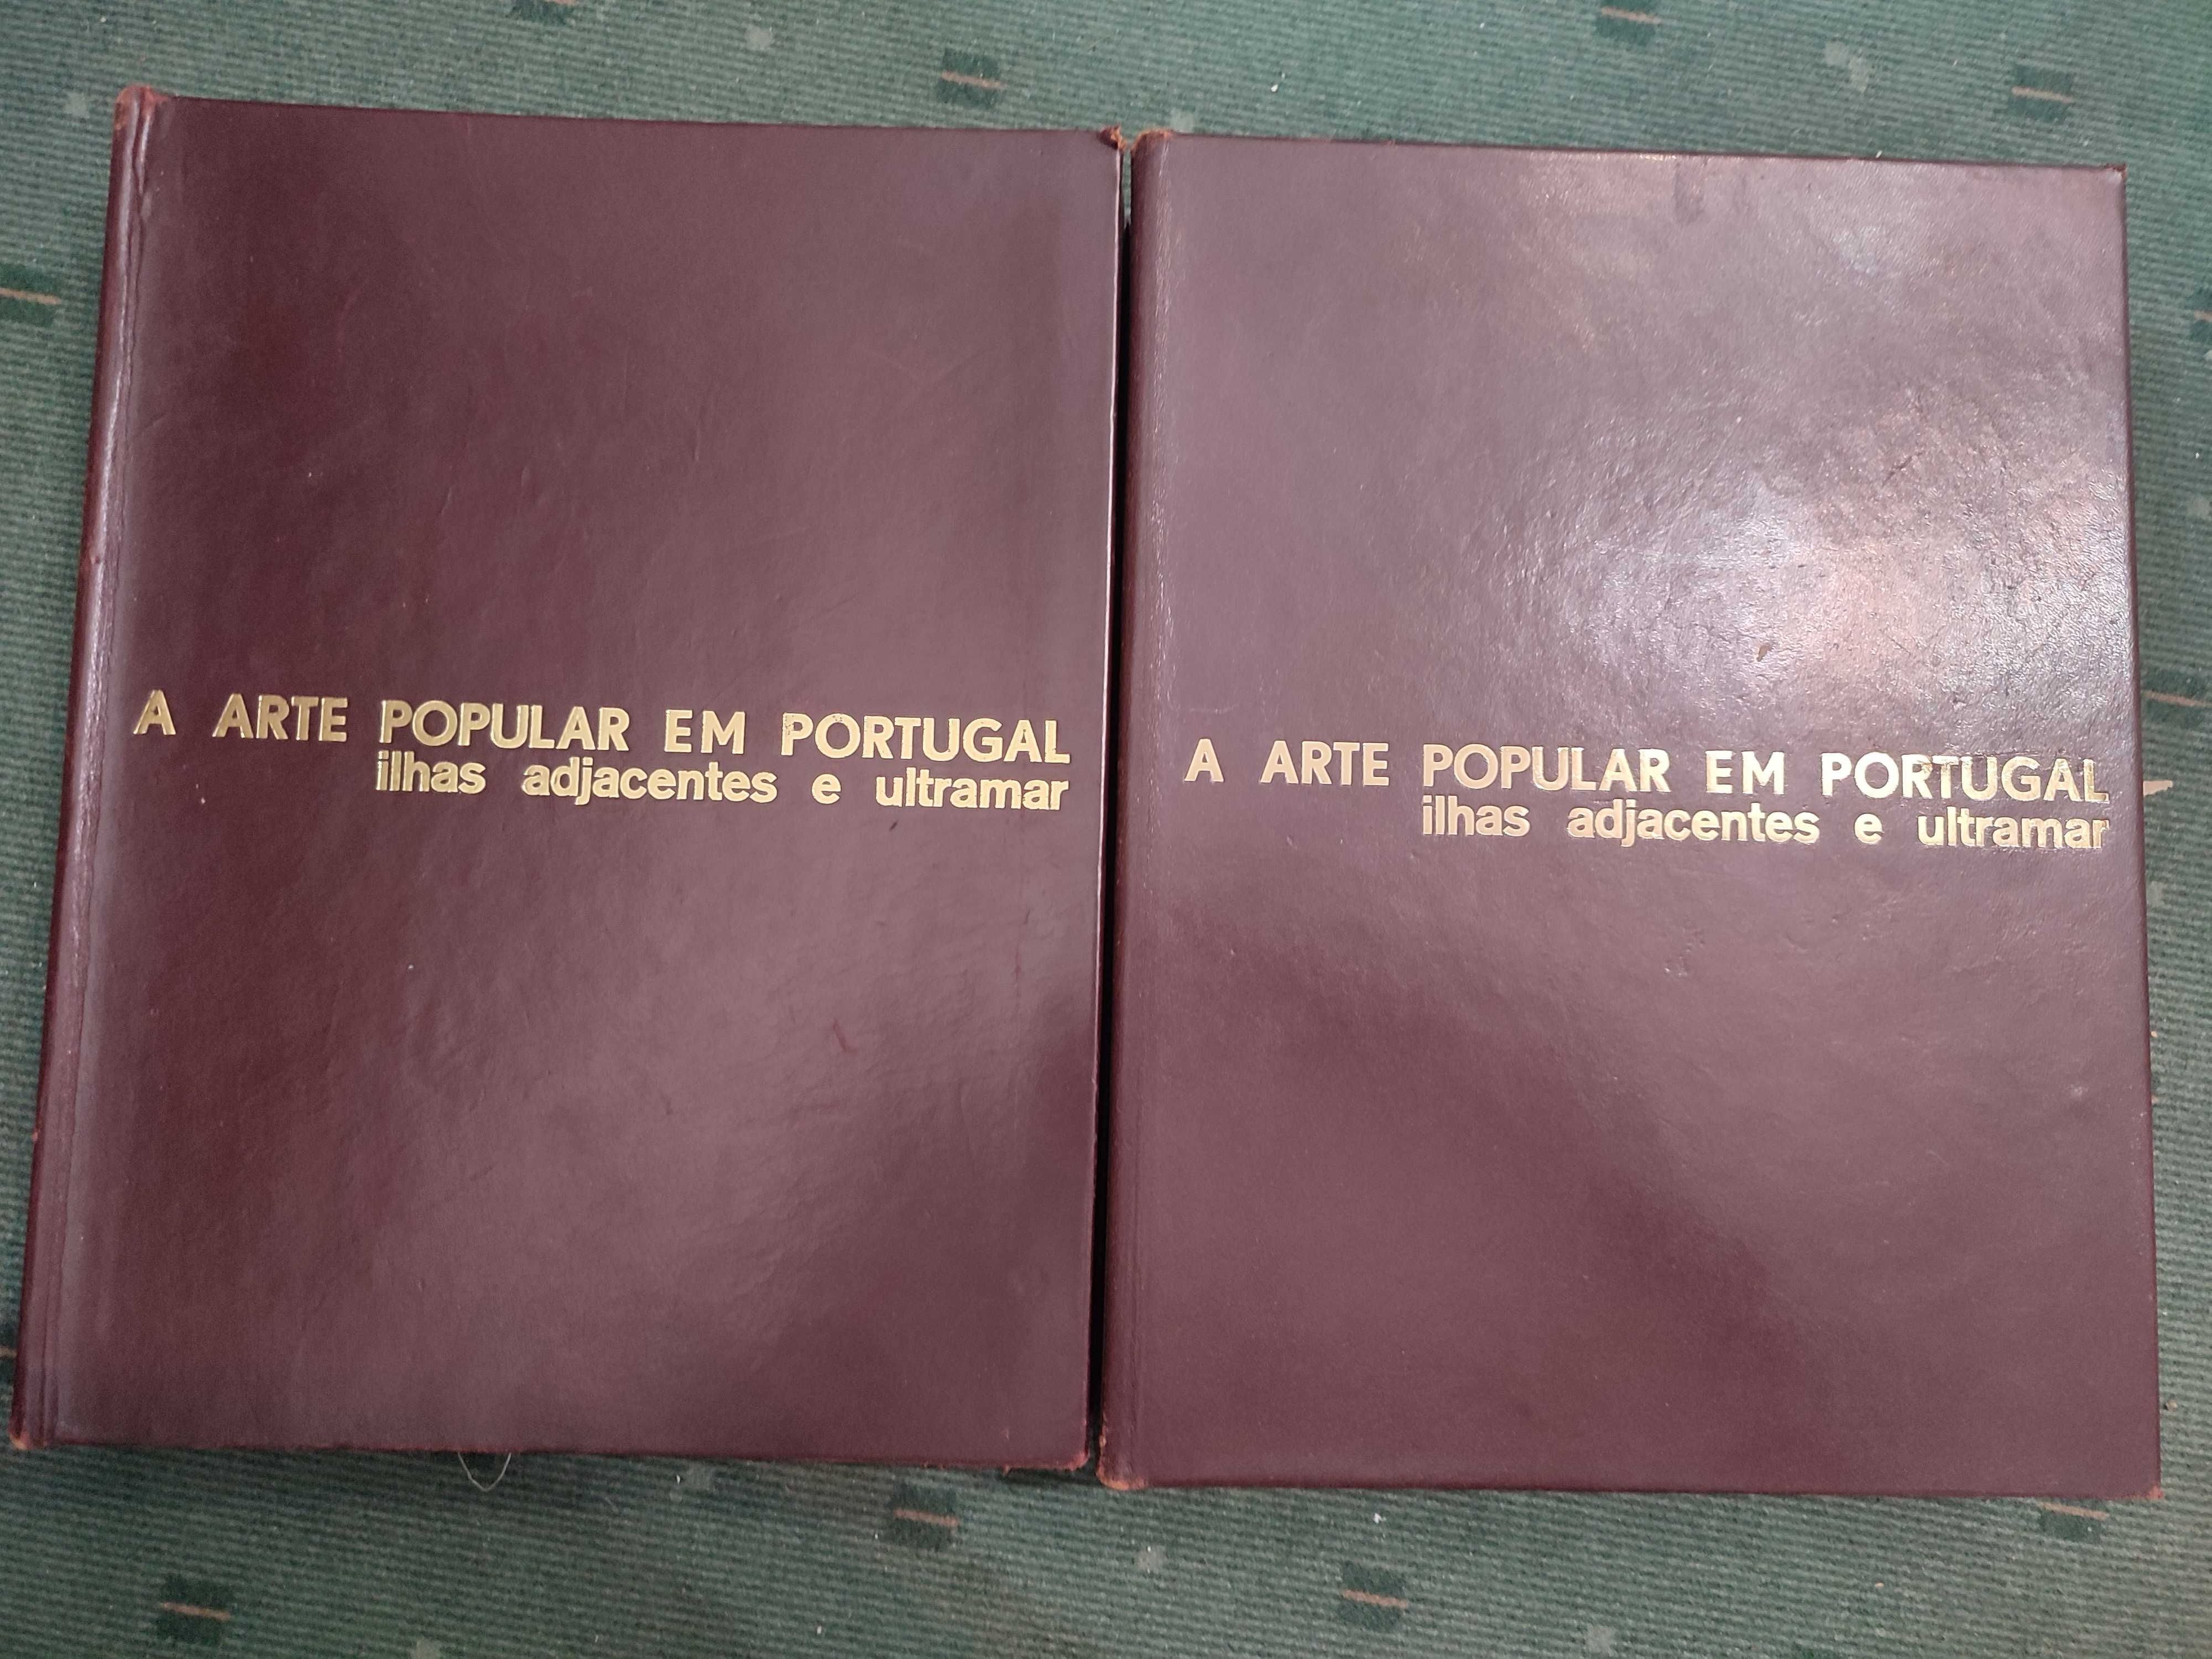 A ARTE POPULAR EM PORTUGAL
ilhas adjacentes e ultramar
A ARTE POPULAR EM PORTUGAL
ilhas adjacentes e ultramar